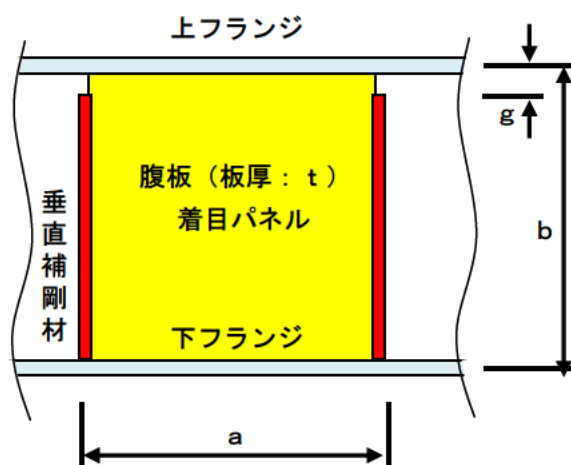 上フランジ
g
腹板（板厚：ｔ）
着目パネル
垂直補剛材
b
下フランジ
a